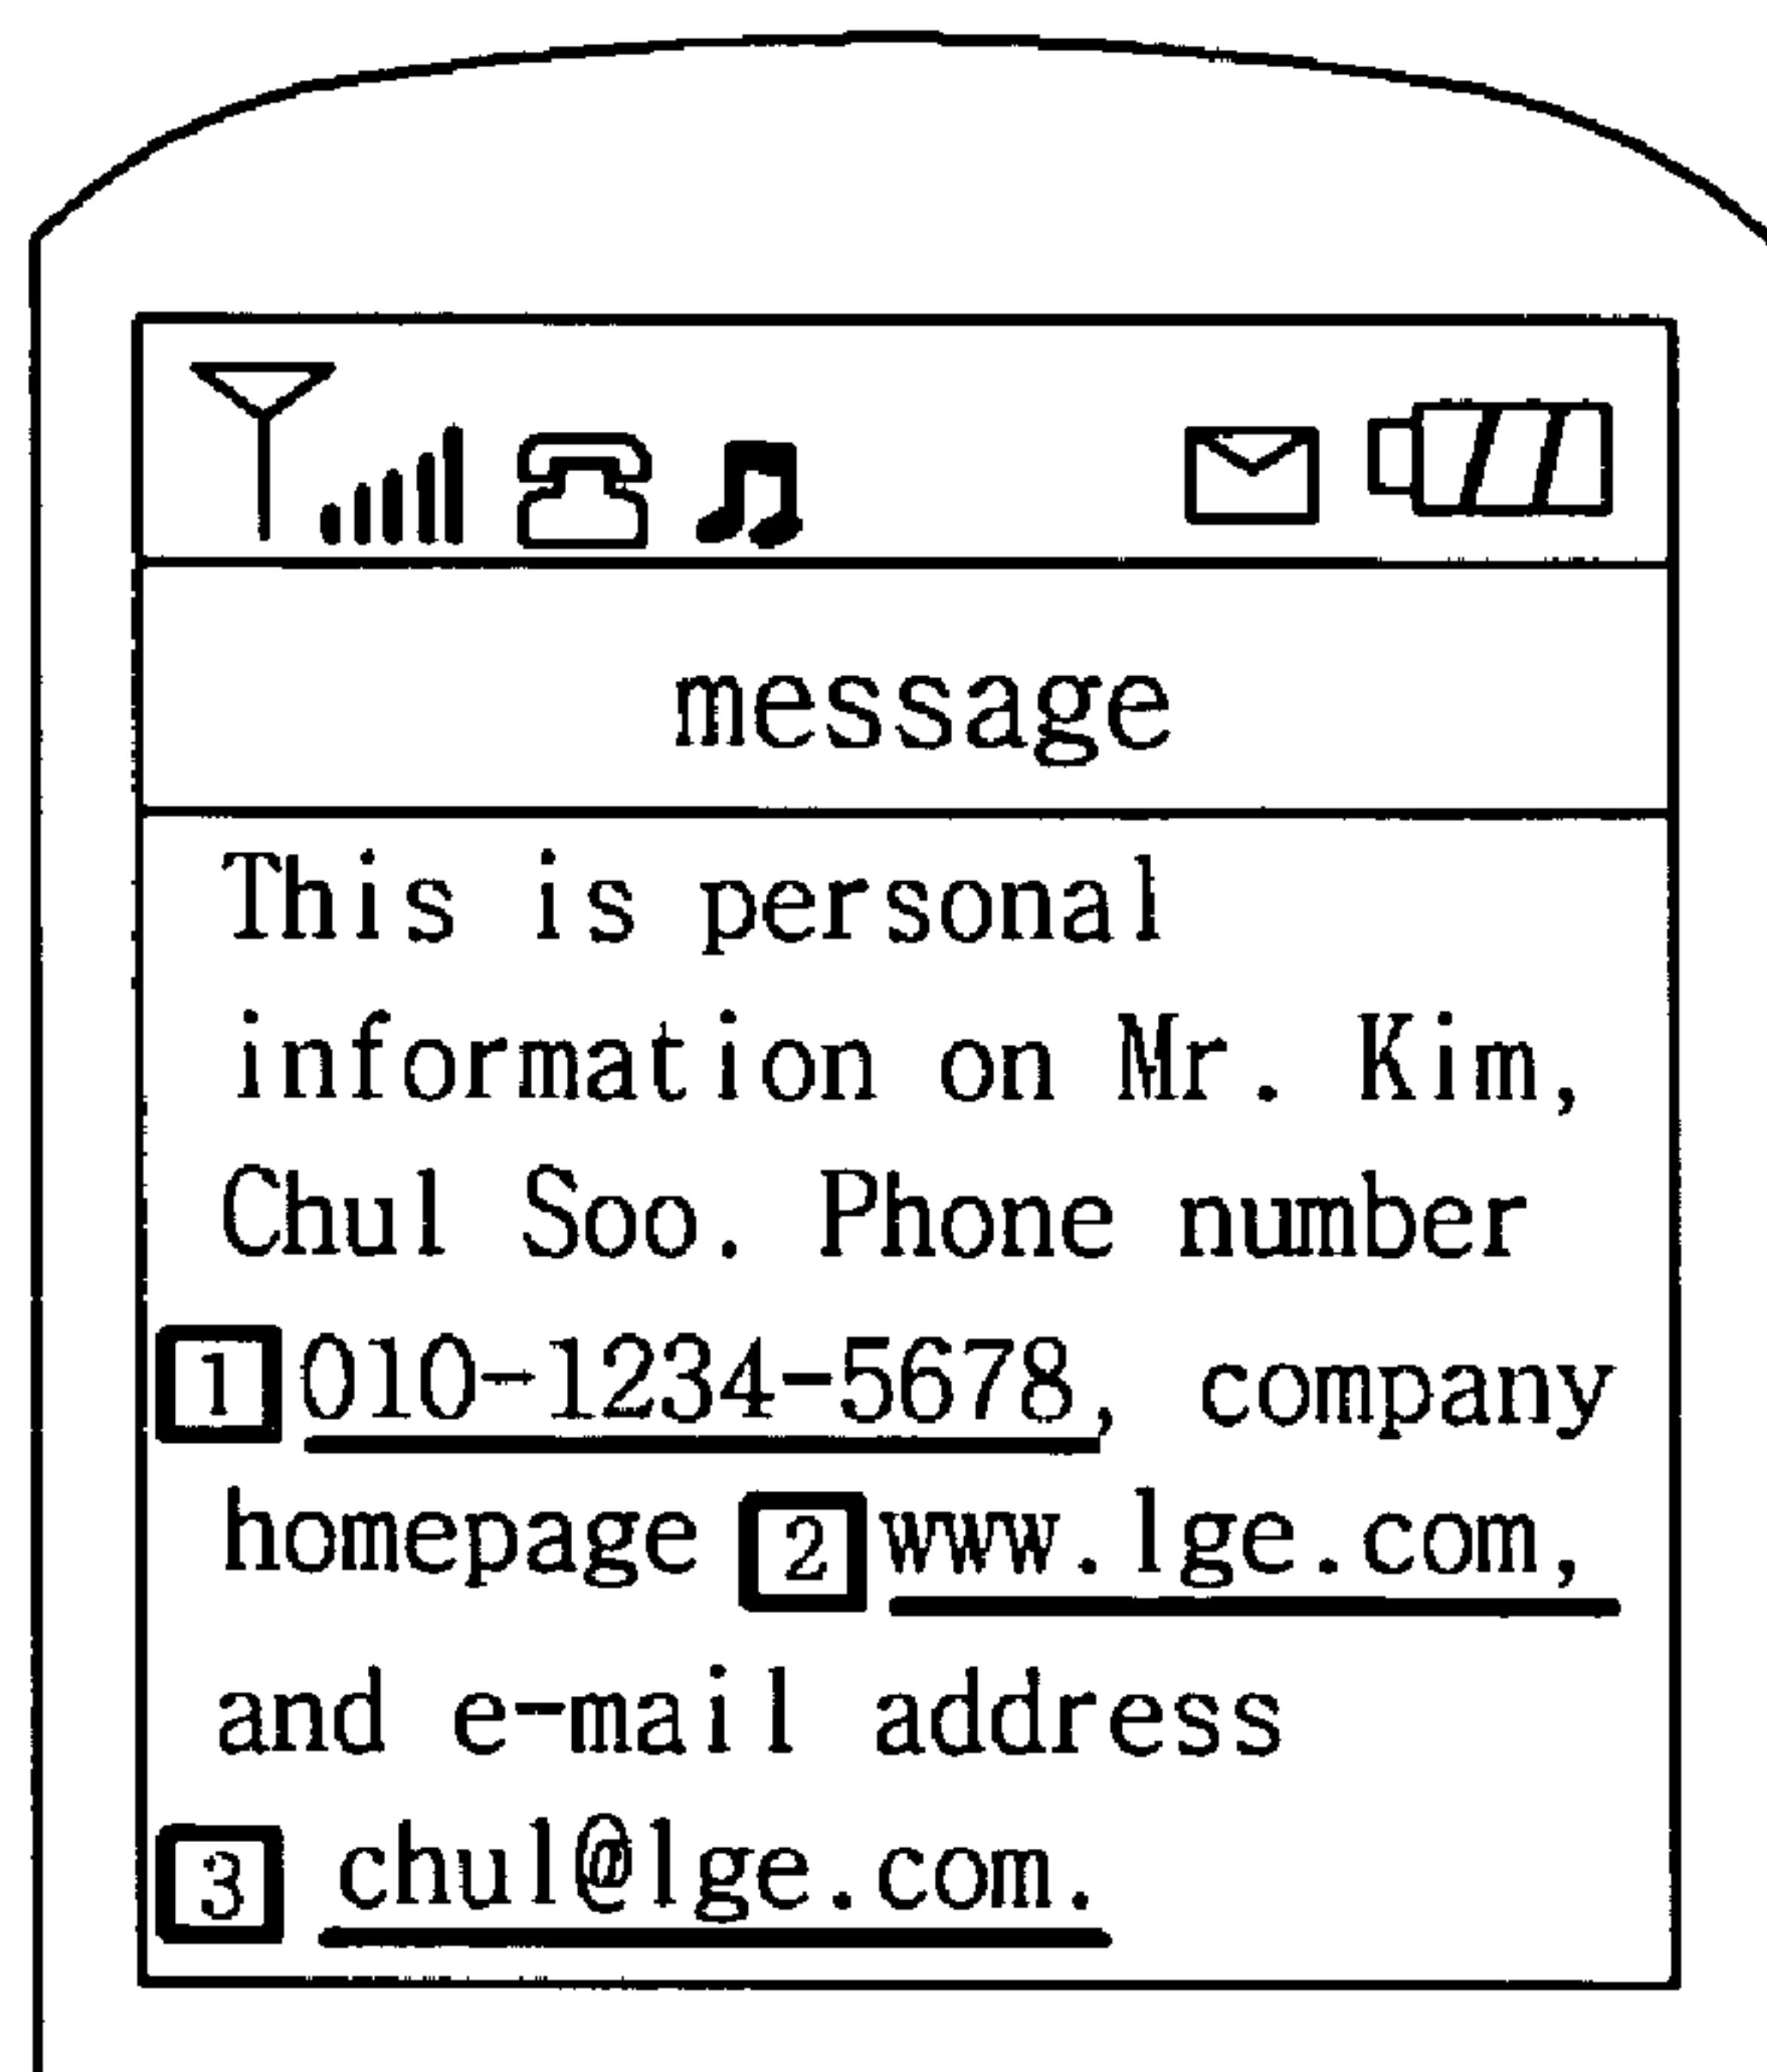 message
This is personal
information on Mr. Kim,
Chul Soo. Phone number
1 010-1234-5678, company
homepage 2 www.lge.com,
and e-mail address
3 chul@lge.com.